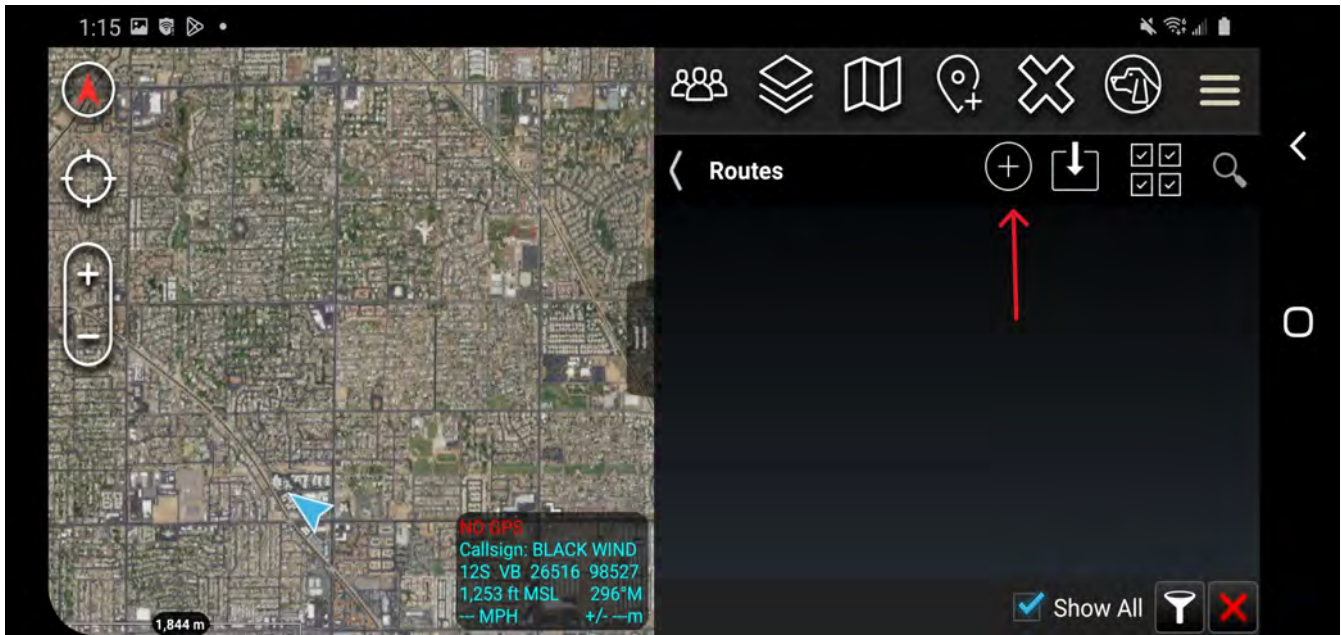 1:15
Routes
NO GPS
Callsign: BLACK WIND
12S VB 26516 98527
1,253 ft MSL 296°M
--- MPH +/- ---m
1,844 m
Show All